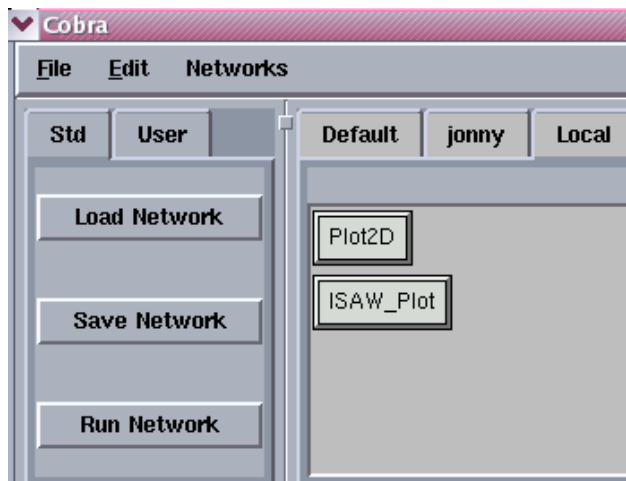 Cobra
File Edit Networks
Std User
Default jonny Local
Load Network
Save Network
Run Network
Plot2D
ISAW_Plot